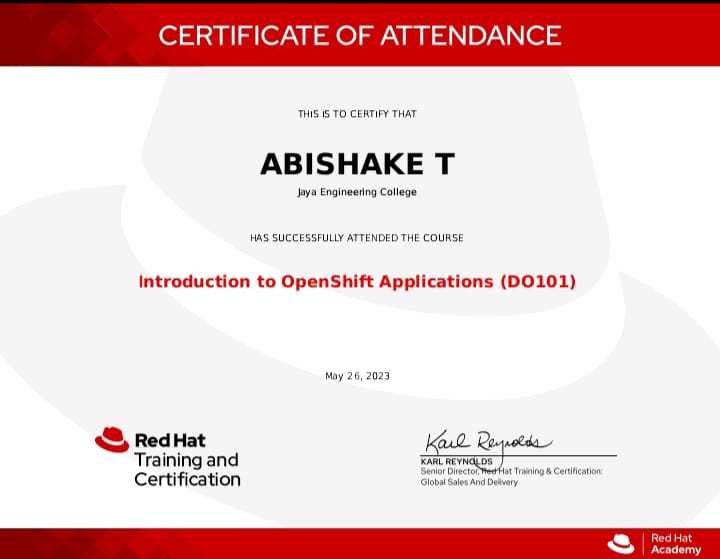 CERTIFICATE OF ATTENDANCE
THIS IS TO CERTIFY THAT
ABISHAKE T
Jaya Engineering College
HAS SUCCESSFULLY ATTENDED THE COURSE
Introduction to OpenShift Applications (DO101)
May 26, 2023
Red Hat
Training and
Certification
Karl Reynolds
KARL REYNOLDS
Senior Director, Red Hat Training & Certification:
Global Sales And Delivery
Red Hat
Academy